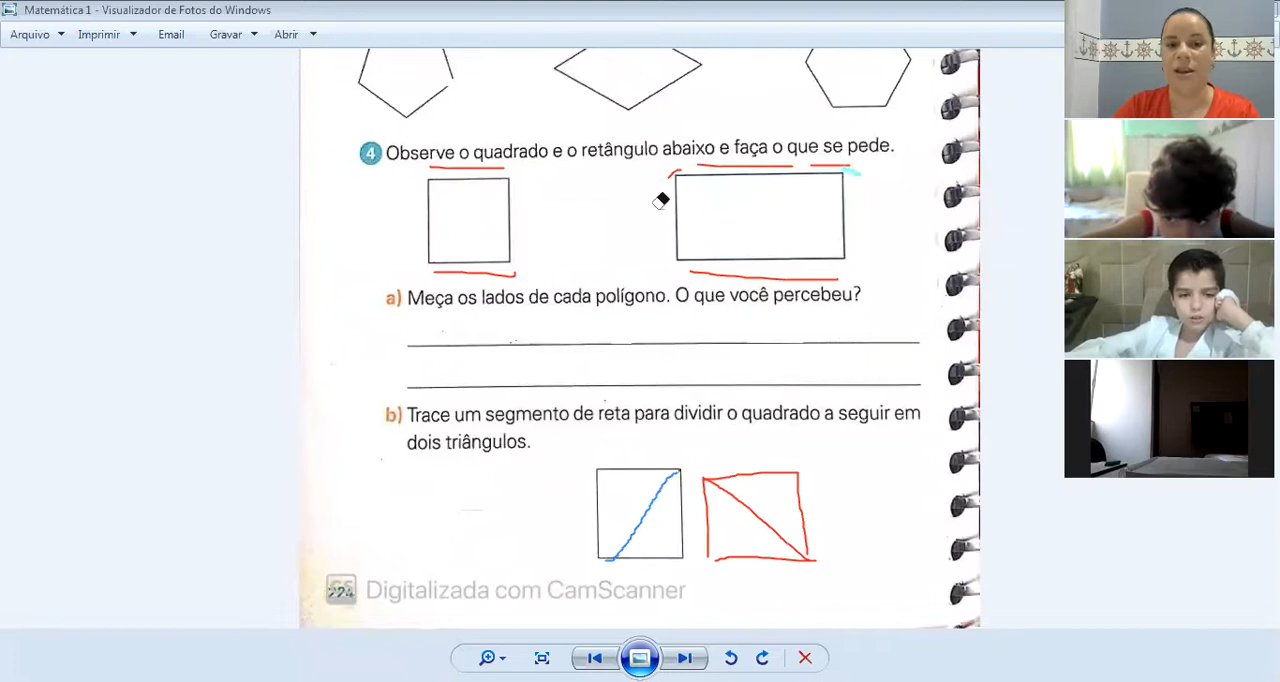 Matemática 1 - Visualizador de Fotos do Windows
Arquivo Imprimir Email Gravar Abrir
4 Observe o quadrado e o retângulo abaixo e faça o que se pede.
a) Meça os lados de cada polígono. O que você percebeu?
b) Trace um segmento de reta para dividir o quadrado a seguir em
dois triângulos.
224
Digitalizada com CamScanner